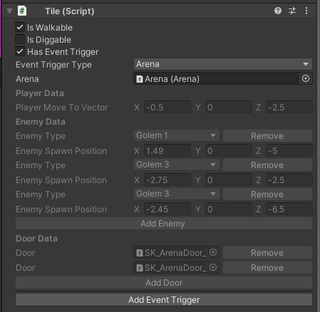 Tile (Script)
Is Walkable
Is Diggable
Has Event Trigger
Event Trigger Type Arena
Arena Arena (Arena)
Player Data
Player Move To Vector X -0.5 Y 0 Z -2.5
Enemy Data
Enemy Type Golem 1 Remove
Enemy Spawn Position X 1.49 Y 0 Z -5
Enemy Type Golem 3 Remove
Enemy Spawn Position X -2.75 Y 0 Z -2.5
Enemy Type Golem 3 Remove
Enemy Spawn Position X -2.45 Y 0 Z -6.5
Add Enemy
Door Data
Door SK_ArenaDoor_ Remove
Door SK_ArenaDoor_ Remove
Add Door
Add Event Trigger